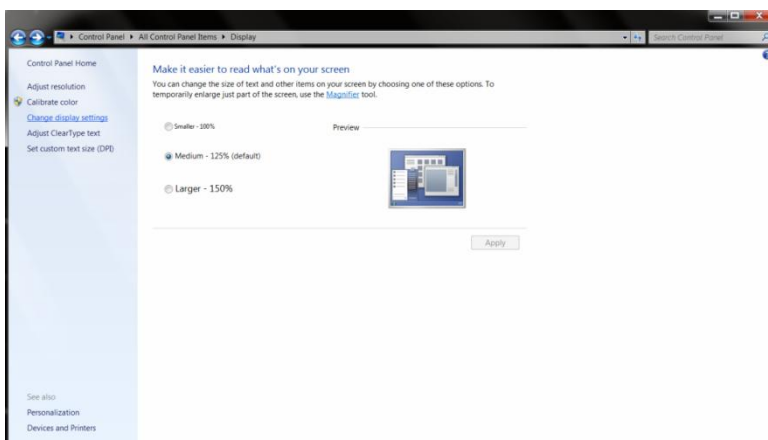 Control Panel ▸ All Control Panel Items ▸ Display
Search Control Panel
Control Panel Home
Adjust resolution
Calibrate color
Change display settings
Adjust ClearType text
Set custom text size (DPI)
See also
Personalization
Devices and Printers
Make it easier to read what's on your screen
You can change the size of text and other items on your screen by choosing one of these options. To
temporarily enlarge just part of the screen, use the Magnifier tool.
Smaller - 100%
Preview
Medium - 125% (default)
Larger - 150%
Apply